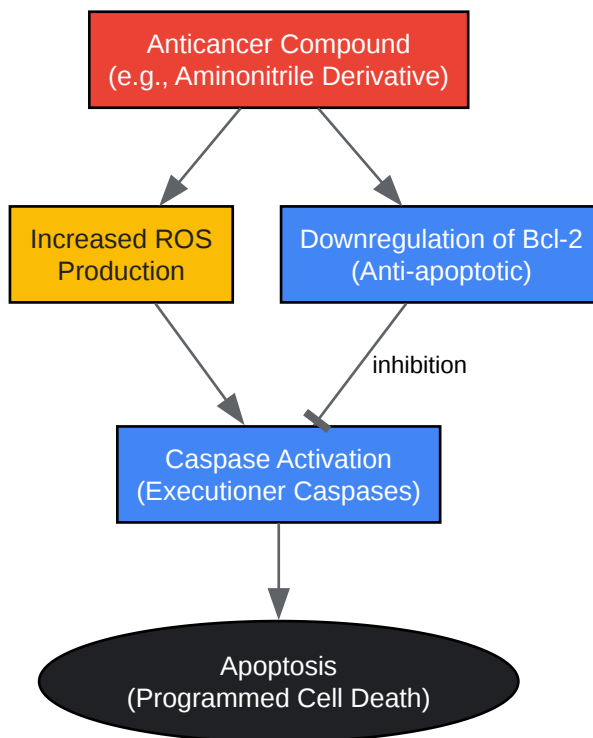 Anticancer Compound
(e.g., Aminonitrile Derivative)
Increased ROS
Production
Downregulation of Bcl-2
(Anti-apoptotic)
inhibition
Caspase Activation
(Executioner Caspases)
Apoptosis
(Programmed Cell Death)